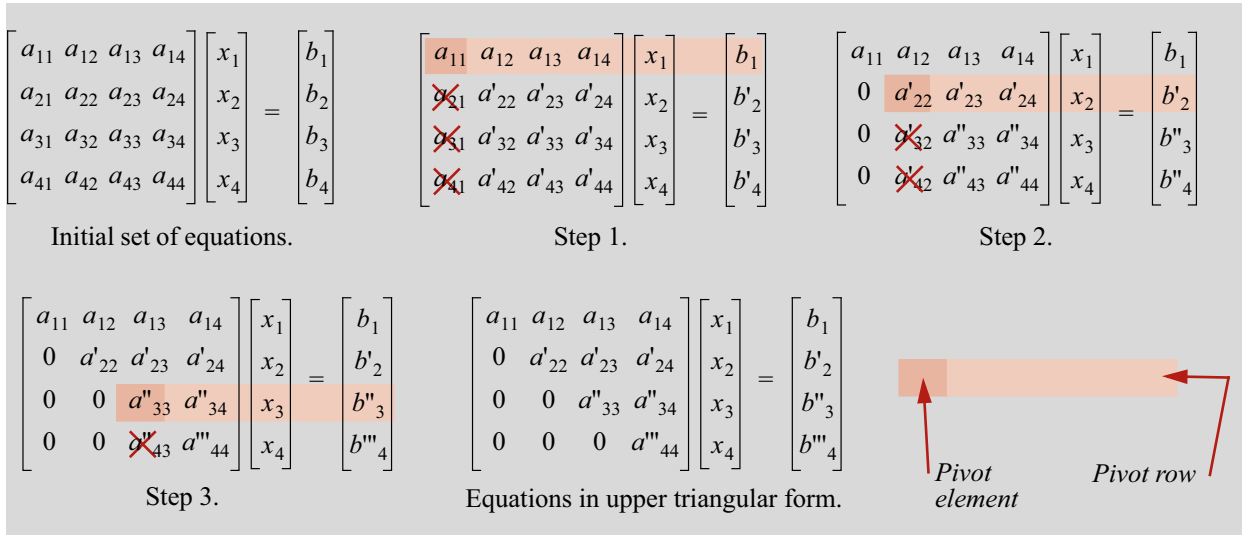 a11 a12 a13 a14 x1 b1
a21 a22 a23 a24 x2 = b2
a31 a32 a33 a34 x3 b3
a41 a42 a43 a44 x4 b4
Initial set of equations.
a11 a12 a13 a14 x1 b1
a21 a'22 a'23 a'24 x2 = b'2
a31 a'32 a'33 a'34 x3 b'3
a41 a'42 a'43 a'44 x4 b'4
Step 1.
a11 a12 a13 a14 x1 b1
0 a'22 a'23 a'24 x2 = b'2
0 a'32 a"33 a"34 x3 b"3
0 a'42 a"43 a"44 x4 b"4
Step 2.
a11 a12 a13 a14 x1 b1
0 a'22 a'23 a'24 x2 = b'2
0 0 a"33 a"34 x3 b"3
0 0 a"43 a'"44 x4 b'"4
Step 3.
a11 a12 a13 a14 x1 b1
0 a'22 a'23 a'24 x2 = b'2
0 0 a"33 a"34 x3 b"3
0 0 0 a'"44 x4 b'"4
Equations in upper triangular form.
Pivot
element
Pivot row